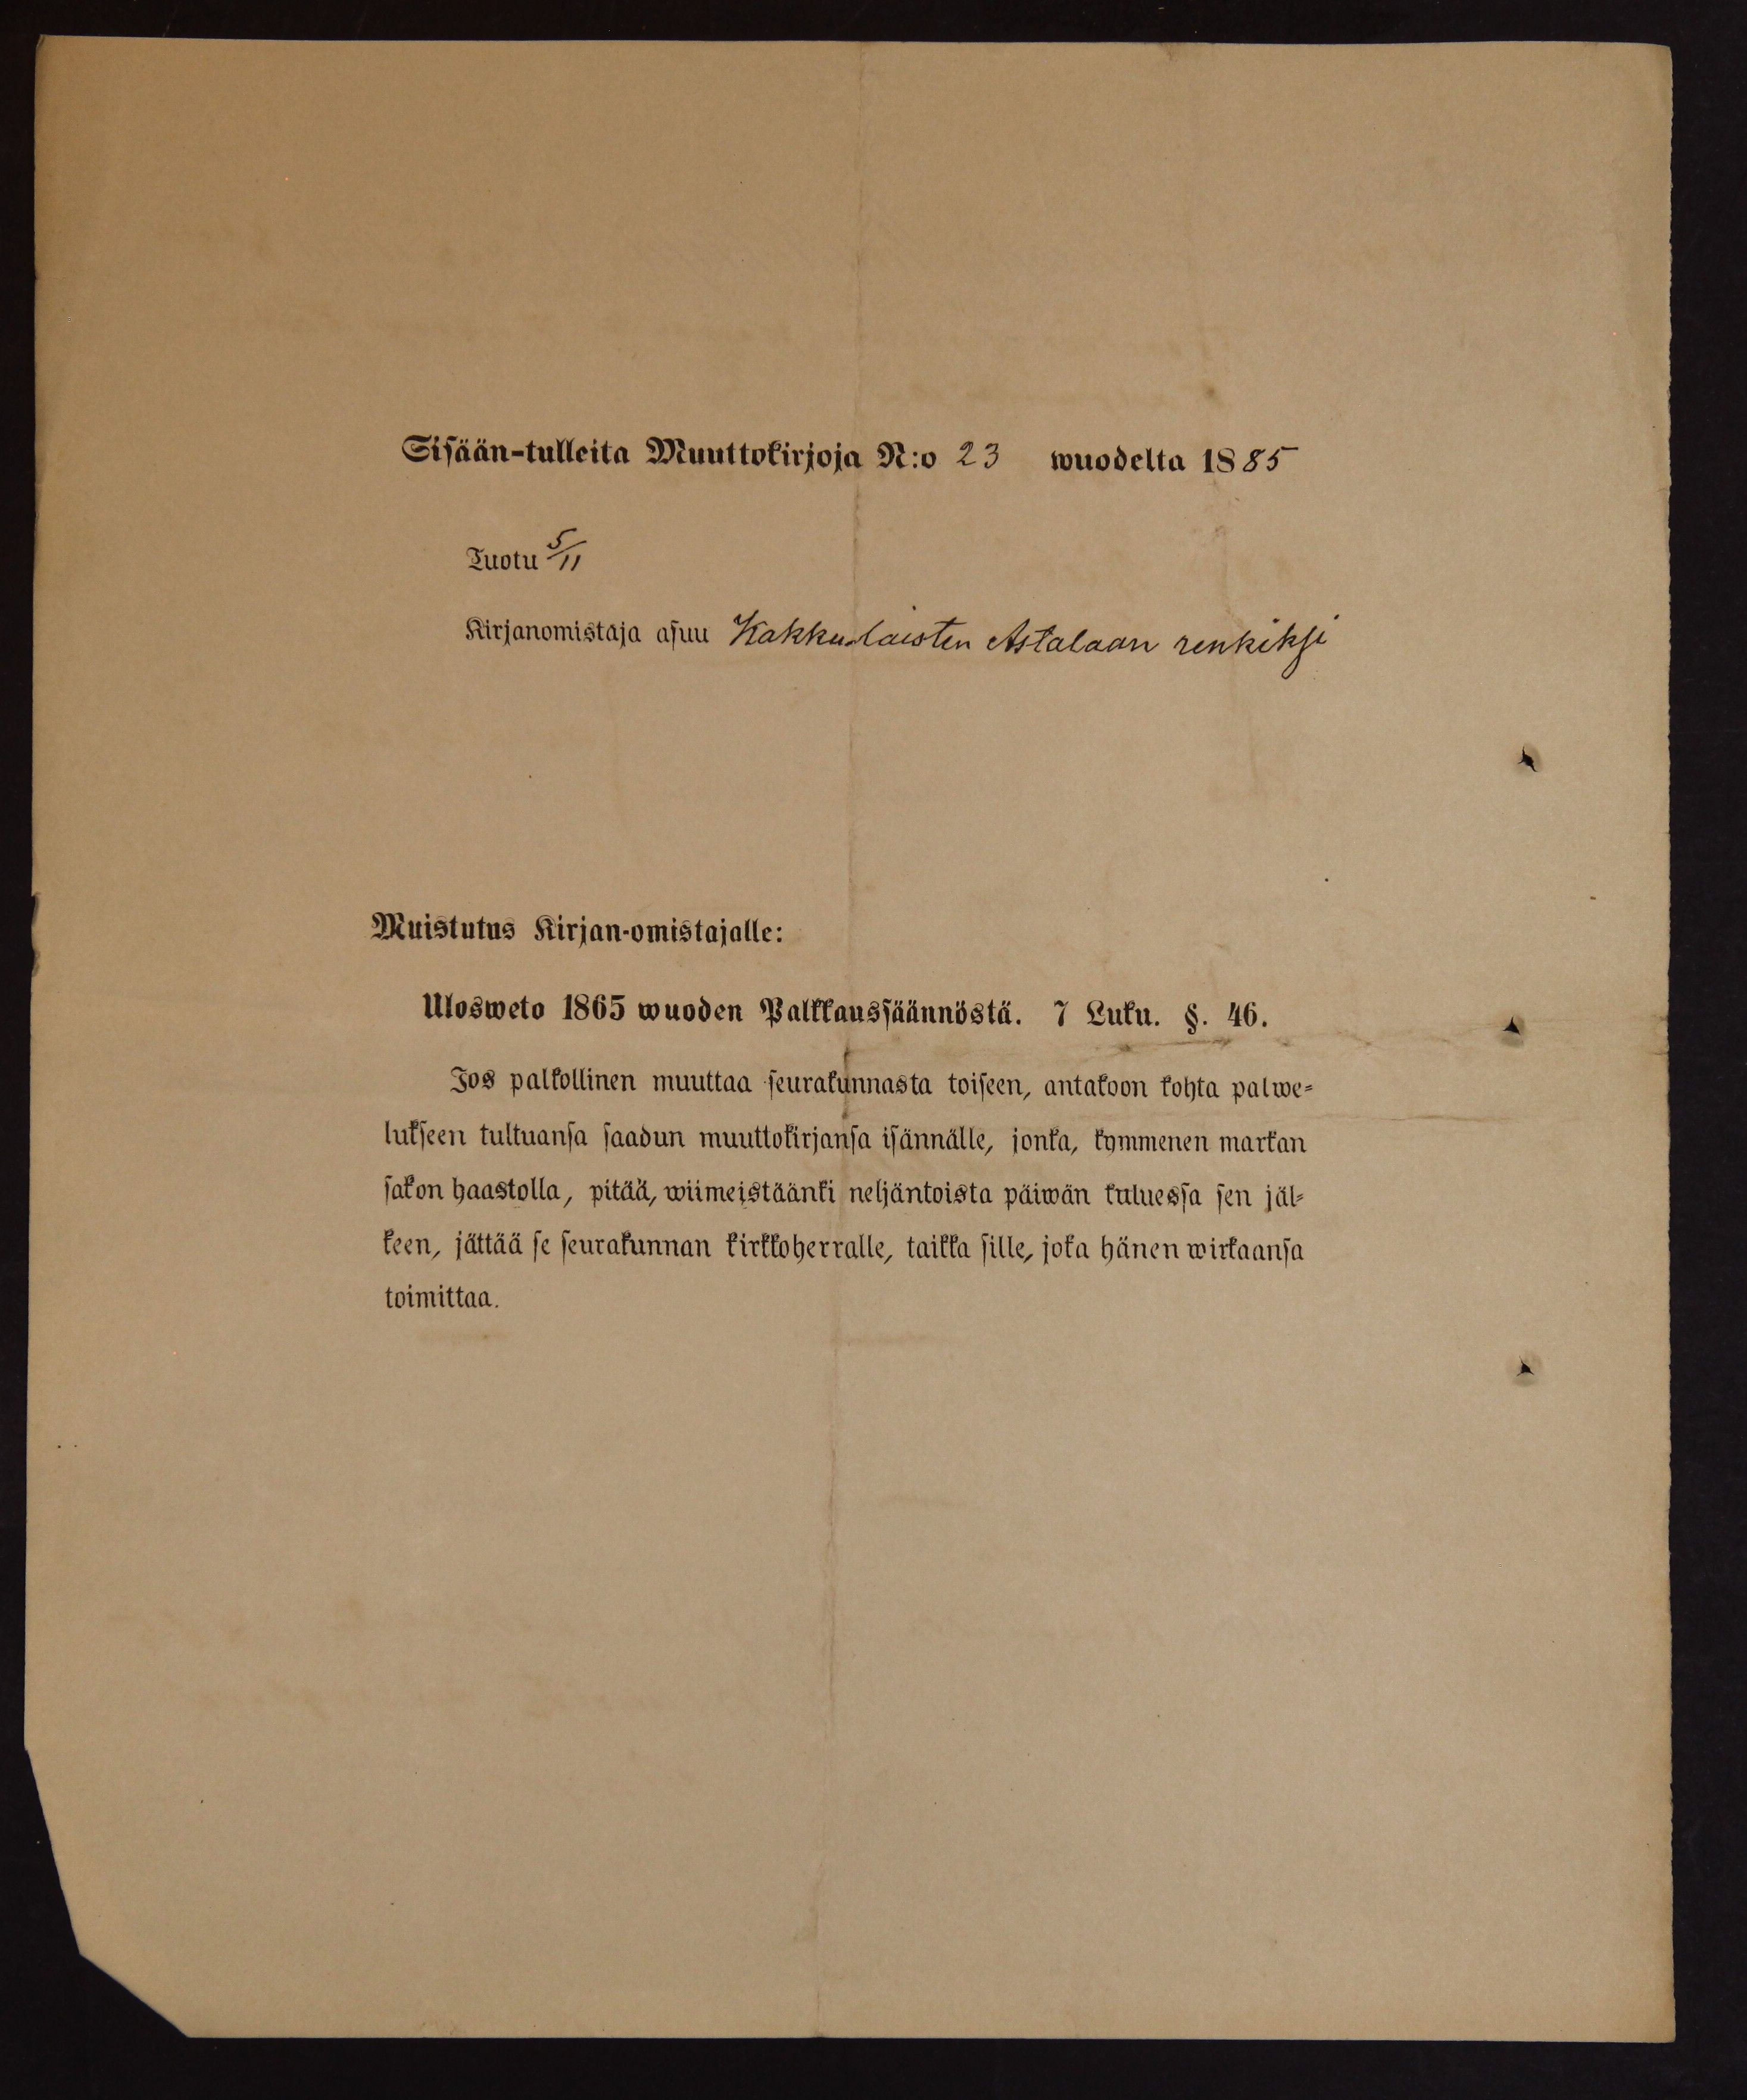 Sisään-tulleita Muuttokirjoja N:o 23 wuodelta 1885
Tuotu 5/11
Kirjanomistaja asuu Kakkulaisten Astalaan renkiksi
Muistutus Kirjan-omistajalle:
Ulosweto 1865 wuoden Palkkaussäännöstä. 7 Luku. §. 46.
Jos palkollinen muuttaa seurakunnasta toiseen, antakoon kohta palwe-
lukseen tultuansa saadun muuttokirjansa isännälle, jonka, kymmenen markan
sakon haastolla, pitää, wiimeistäänki neljäntoista päiwän kuluessa sen jäl-
keen, jättää se seurakunnan kirkkoherralle, taikka sille, joka hänen wirkaansa
toimittaa.